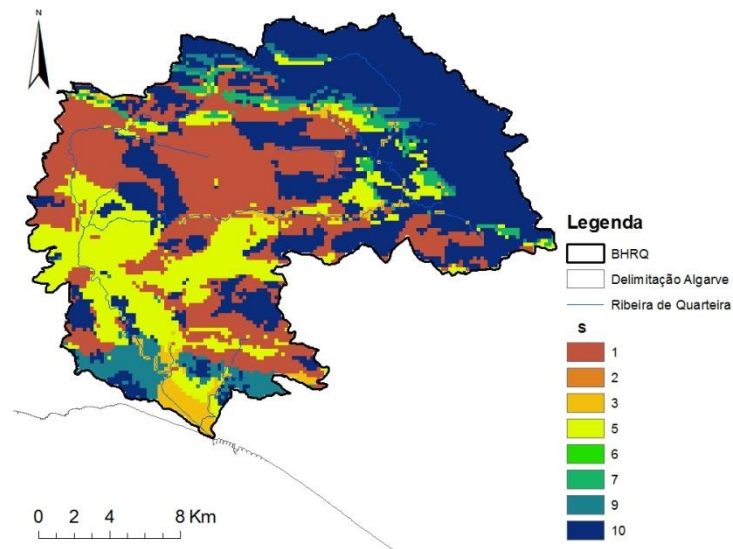 N
Legenda
BHRQ
Delimitação Algarve
Ribeira de Quarteira
s
1
2
3
5
6
7
9
10
0 2 4 8 Km